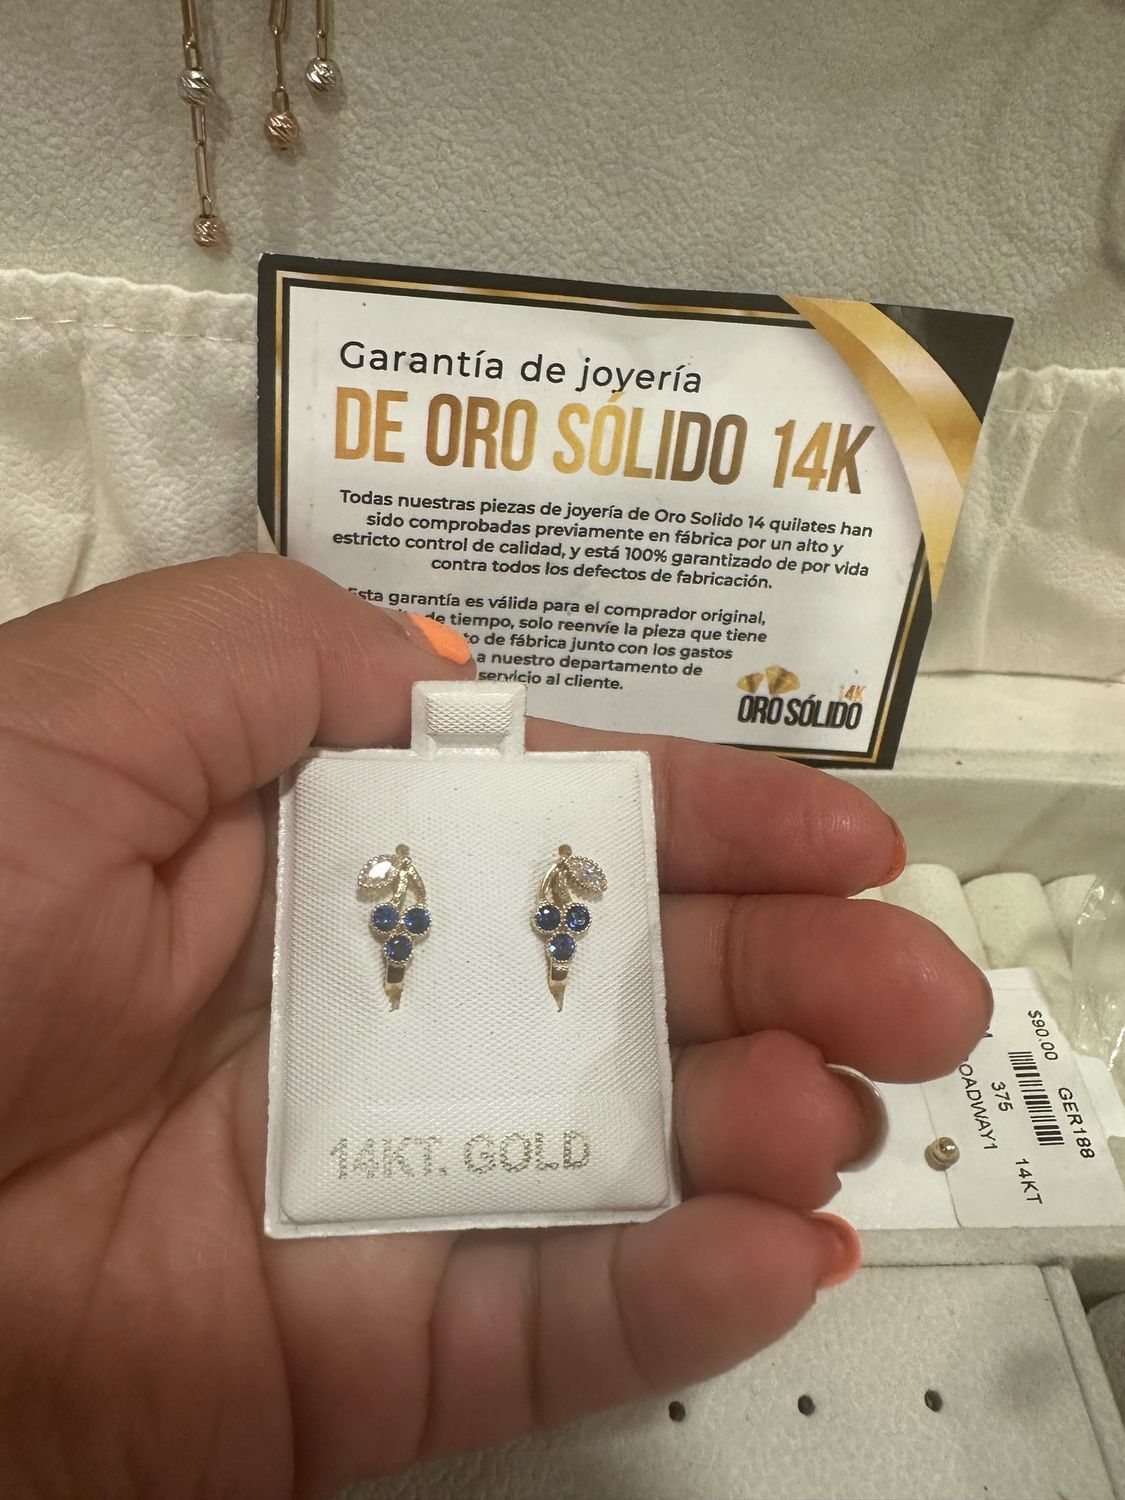 Garantía de joyería
DE ORO SÓLIDO 14K
Todas nuestras piezas de joyería de Oro Solido 14 quilates han
sido comprobadas previamente en fábrica por un alto y
estricto control de calidad, y está 100% garantizado de por vida
contra todos los defectos de fabricación.
Esta garantía es válida para el comprador original,
de tiempo, solo reenvíe la pieza que tiene
de fábrica junto con los gastos
a nuestro departamento de
servicio al cliente.
14K
ORO SÓLIDO
14KT. GOLD
$90.00
GER188
375
14KT